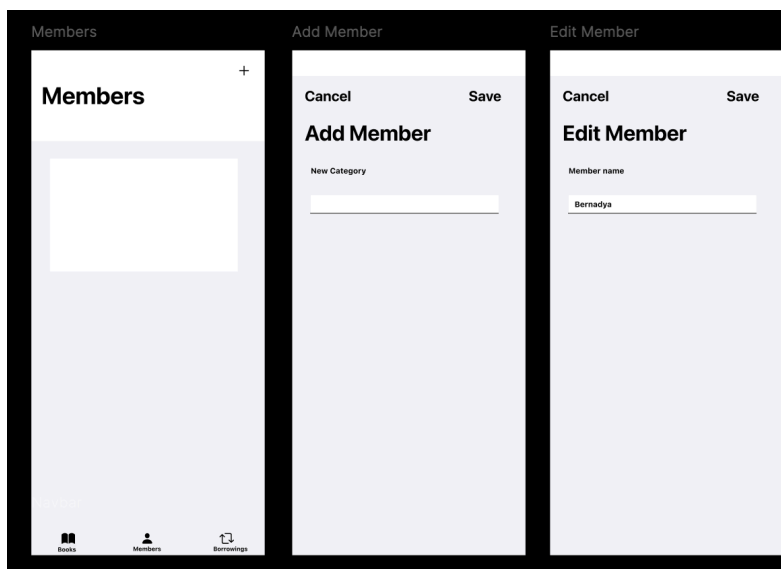 Members
Add Member
Edit Member
+
Members
Books
Members
Borrowings
Cancel
Save
Add Member
New Category
Cancel
Save
Edit Member
Member name
Bernadya